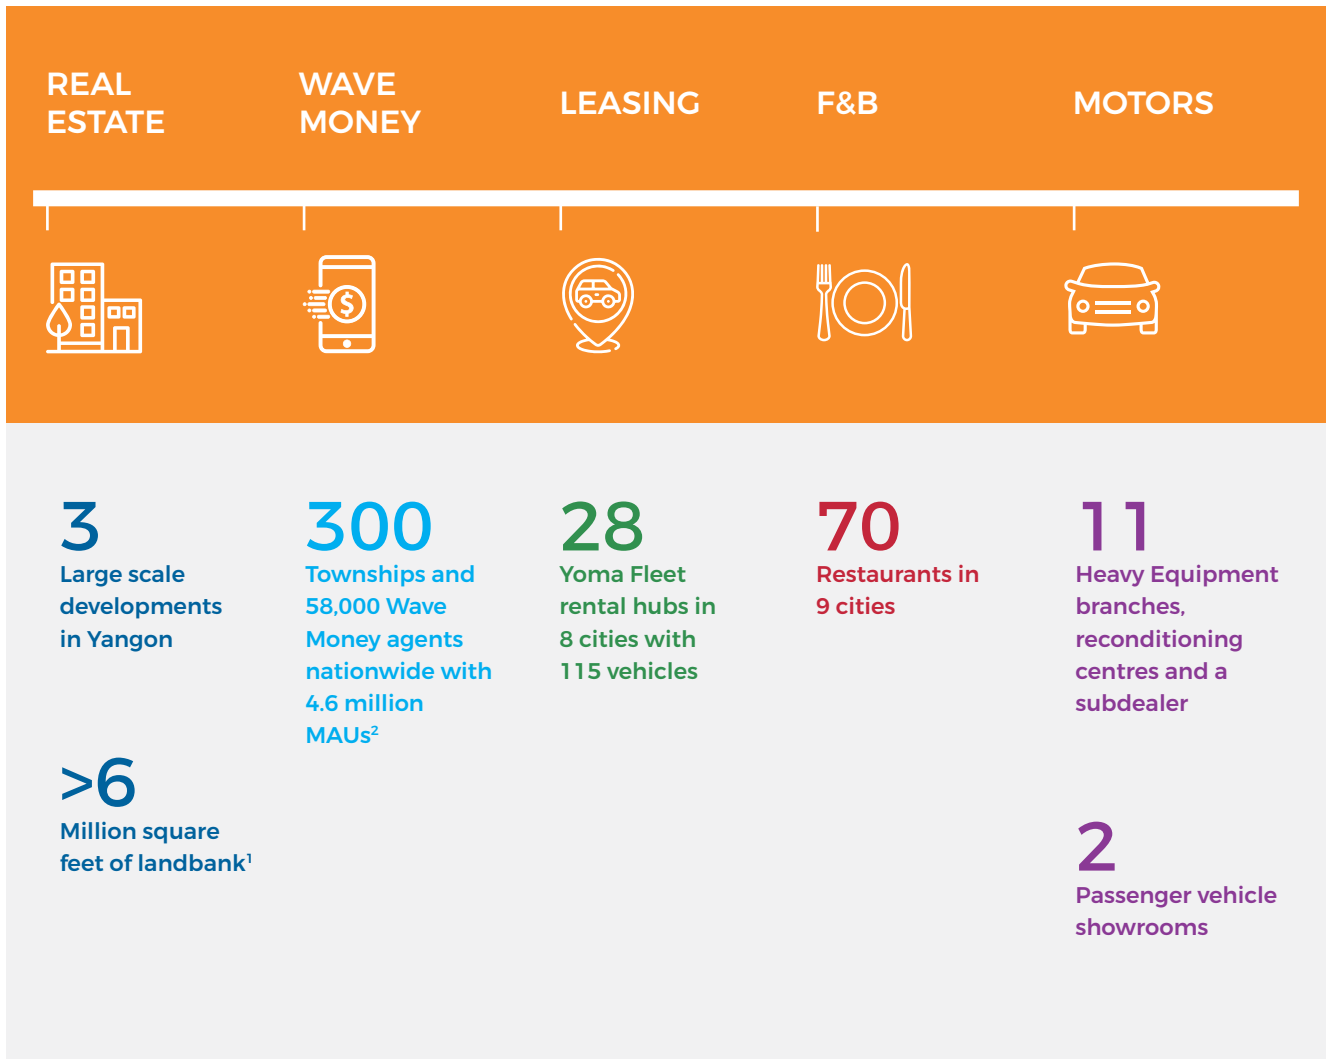 REAL
ESTATE
WAVE
MONEY
LEASING
F&B
MOTORS
$
3
Large scale
developments
in Yangon
>6
Million square
feet of landbank¹
300
Townships and
58,000 Wave
Money agents
nationwide with
4.6 million
MAUs²
28
Yoma Fleet
rental hubs in
8 cities with
115 vehicles
70
Restaurants in
9 cities
11
Heavy Equipment
branches,
reconditioning
centres and a
subdealer
2
Passenger vehicle
showrooms